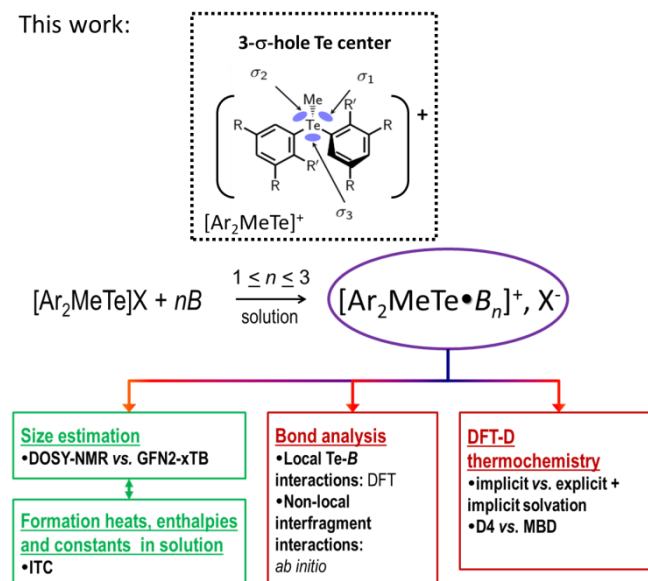 This work:
3-σ-hole Te center
σ₂
σ₁
Me
R'
R
Te
R
R'
R
R
+
σ₃
[Ar₂MeTe]⁺
[Ar₂MeTe]X + nB
1 ≤ n ≤ 3
solution
[Ar₂MeTe•Bₙ]⁺, X⁻
Size estimation
•DOSY-NMR vs. GFN2-xTB
Formation heats, enthalpies
and constants in solution
•ITC
Bond analysis
•Local Te-B
interactions: DFT
•Non-local
interfragment
interactions:
ab initio
DFT-D
thermochemistry
•implicit vs. explicit +
implicit solvation
•D4 vs. MBD